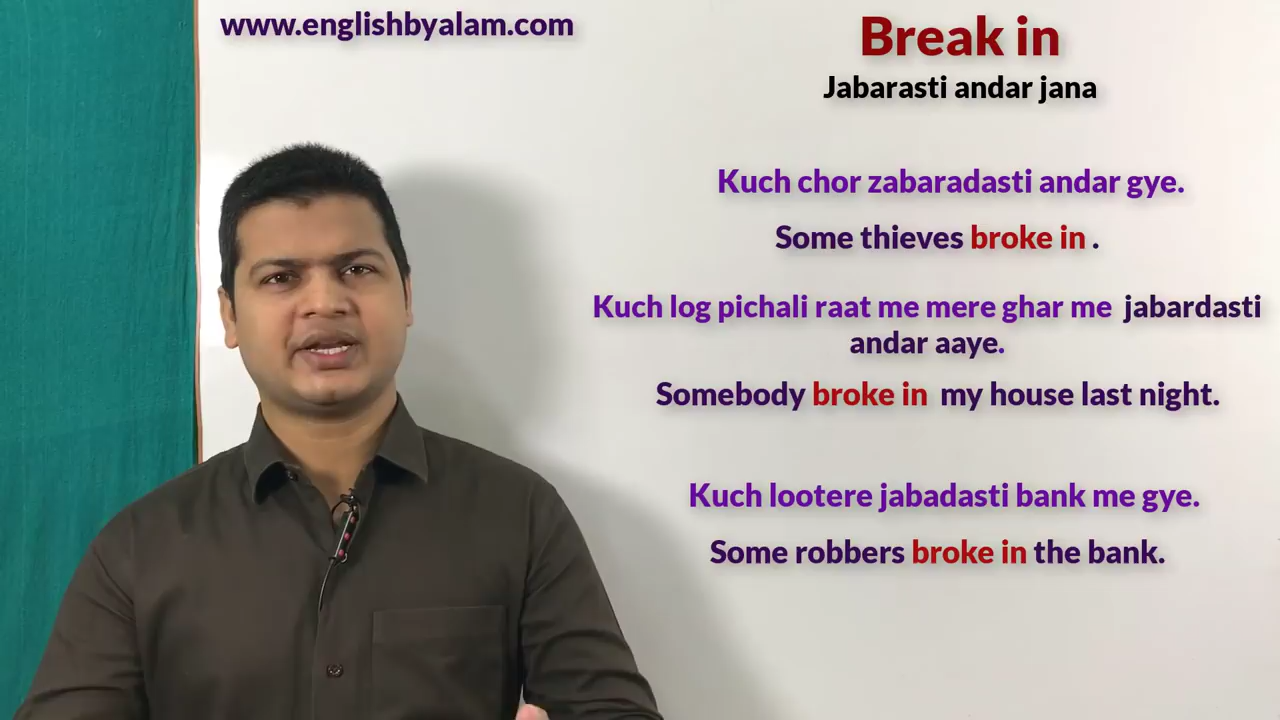 www.englishbyalam.com
Break in
Jabarasti andar jana
Kuch chor zabaradasti andar gye.
Some thieves broke in .
Kuch log pichali raat me mere ghar me jabardasti
andar aaye.
Somebody broke in my house last night.
Kuch lootere jabadasti bank me gye.
Some robbers broke in the bank.